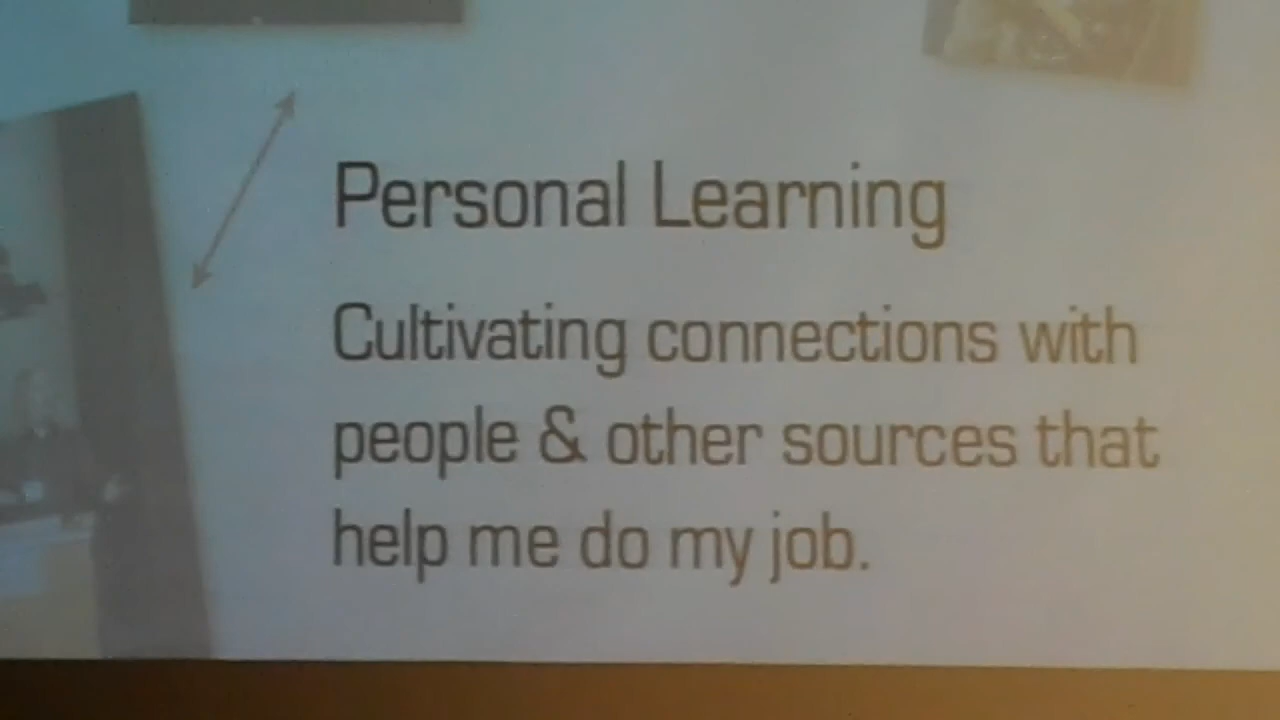 Personal Learning
Cultivating connections with
people & other sources that
help me do my job.